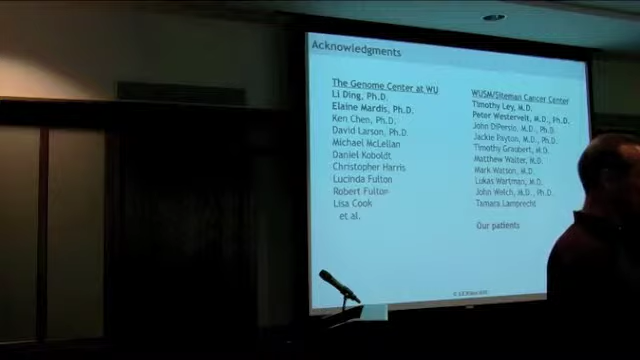 Acknowledgments
The Genome Center at WU
Li Ding, Ph.D.
Elaine Mardis, Ph.D.
Ken Chen, Ph.D.
David Larson, Ph.D.
Michael McLellan
Daniel Koboldt
Christopher Harris
Lucinda Fulton
Robert Fulton
Lisa Cook
et al.
WUSM/Siteman Cancer Center
Timothy Ley, M.D.
Peter Westervelt, M.D., Ph.D.
John DiPersio, M.D., Ph.D.
Jackie Payton, M.D., Ph.D.
Timothy Graubert, M.D.
Matthew Walter, M.D.
Mark Watson, M.D.
Lukas Wartman, M.D.
John Welch, M.D., Ph.D.
Tamara Lamprecht
Our patients